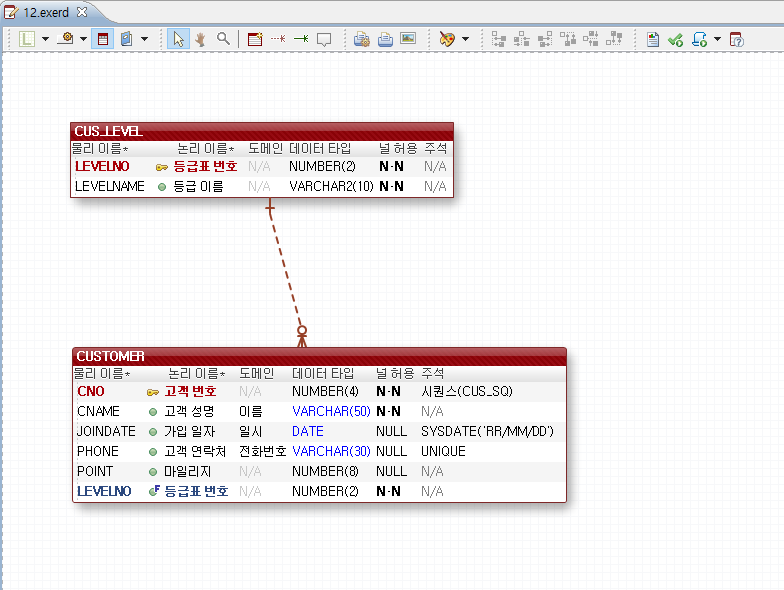 12.exerd
L
CUS_LEVEL
물리 이름* 논리 이름* 도메인 데이터 타입 널 허용 주석
LEVELNO 등급표 번호 N/A NUMBER(2) N·N N/A
LEVELNAME 등급 이름 N/A VARCHAR2(10) N·N N/A
CUSTOMER
물리 이름* 논리 이름* 도메인 데이터 타입 널 허용 주석
CNO 고객 번호 N/A NUMBER(4) N·N 시퀀스(CUS_SQ)
CNAME 고객 성명 이름 VARCHAR(50) N·N N/A
JOINDATE 가입 일자 일시 DATE NULL SYSDATE('RR/MM/DD')
PHONE 고객 연락처 전화번호 VARCHAR(30) NULL UNIQUE
POINT 마일리지 N/A NUMBER(8) NULL N/A
LEVELNO F 등급표 번호 N/A NUMBER(2) N·N N/A